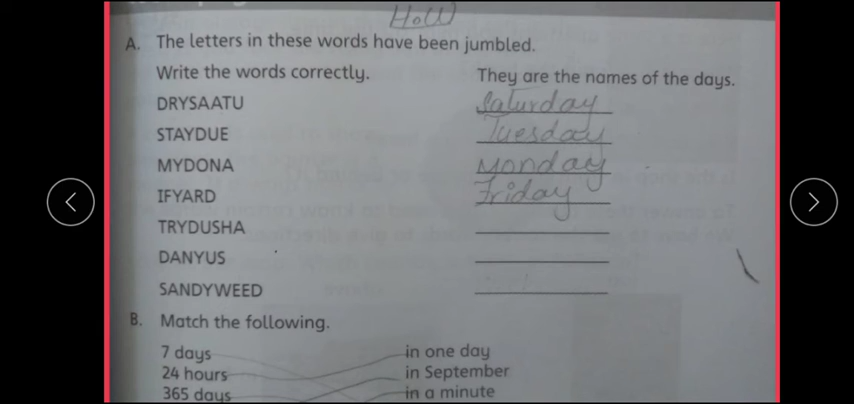 H.W
A. The letters in these words have been jumbled.
Write the words correctly. They are the names of the days.
DRYSAATU Saturday
STAYDUE Tuesday
MYDONA Monday
IFYARD Friday
TRYDUSHA
DANYUS
SANDYWEED
B. Match the following.
7 days in one day
24 hours in September
365 days in a minute